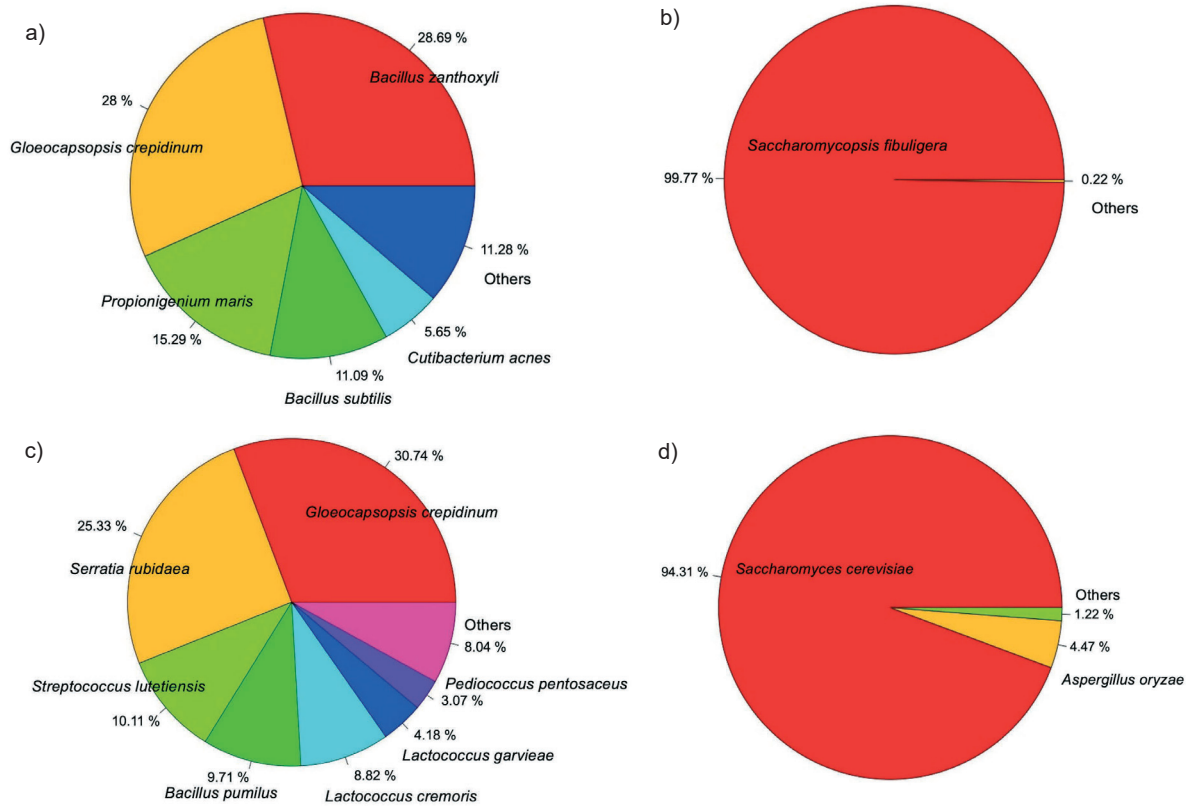 a)
28.69 %
Bacillus zanthoxyli
28 %
Gloeocapsopsis crepidinum
Propionigenium maris
15.29 %
11.09 %
Bacillus subtilis
5.65 %
Cutibacterium acnes
11.28 %
Others
b)
Saccharomycopsis fibuligera
99.77 %
0.22 %
Others
c)
30.74 %
Gloeocapsopsis crepidinum
25.33 %
Serratia rubidaea
Streptococcus lutetiensis
10.11 %
9.71 %
Bacillus pumilus
8.82 %
Lactococcus cremoris
4.18 %
Lactococcus garvieae
Pediococcus pentosaceus
3.07 %
Others
8.04 %
d)
94.31 %
Saccharomyces cerevisiae
Others
1.22 %
4.47 %
Aspergillus oryzae